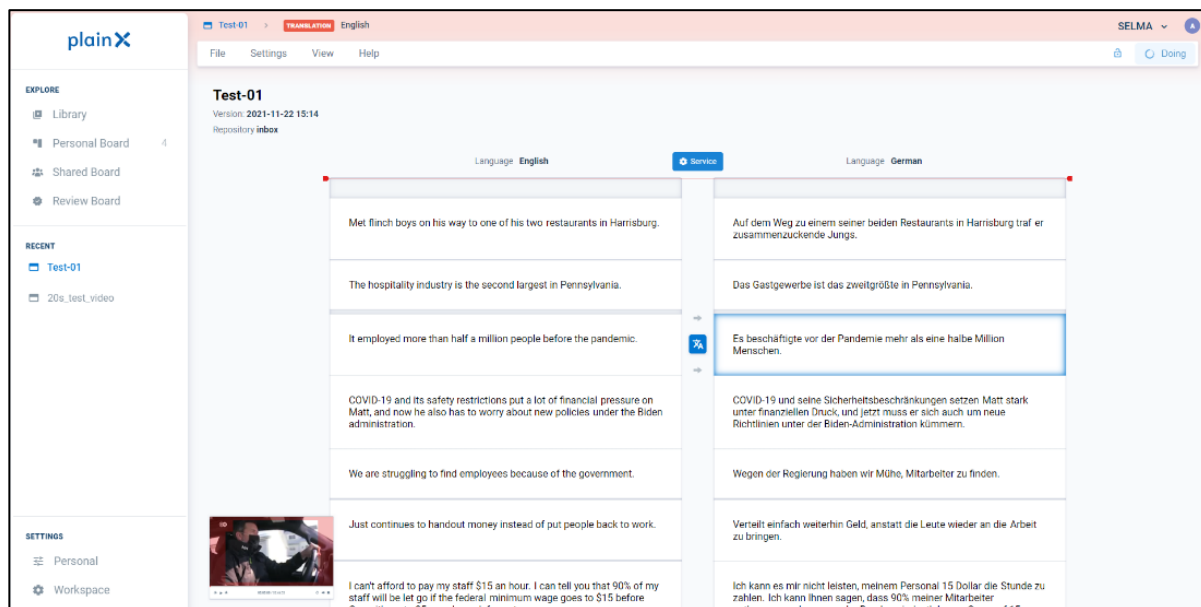 plain X
Test-01 > TRANSLATION English
SELMA
A
File Settings View Help
Doing
EXPLORE
Library
Personal Board 4
Shared Board
Review Board
RECENT
Test-01
20s_test_video
SETTINGS
Personal
Workspace
Test-01
Version: 2021-11-22 15:14
Repository inbox
Language English
Service
Language German
Met flinch boys on his way to one of his two restaurants in Harrisburg.
Auf dem Weg zu einem seiner beiden Restaurants in Harrisburg traf er
zusammenzuckende Jungs.
The hospitality industry is the second largest in Pennsylvania.
Das Gastgewerbe ist das zweitgrößte in Pennsylvania.
It employed more than half a million people before the pandemic.
Es beschäftigte vor der Pandemie mehr als eine halbe Million
Menschen.
COVID-19 and its safety restrictions put a lot of financial pressure on
Matt, and now he also has to worry about new policies under the Biden
administration.
COVID-19 und seine Sicherheitsbeschränkungen setzen Matt stark
unter finanziellen Druck, und jetzt muss er sich auch um neue
Richtlinien unter der Biden-Administration kümmern.
We are struggling to find employees because of the government.
Wegen der Regierung haben wir Mühe, Mitarbeiter zu finden.
Just continues to handout money instead of put people back to work.
Verteilt einfach weiterhin Geld, anstatt die Leute wieder an die Arbeit
zu bringen.
I can't afford to pay my staff $15 an hour. I can tell you that 90% of my
staff will be let go if the federal minimum wage goes to $15 before
Ich kann es mir nicht leisten, meinem Personal 15 Dollar die Stunde zu
zahlen. Ich kann Ihnen sagen, dass 90% meiner Mitarbeiter